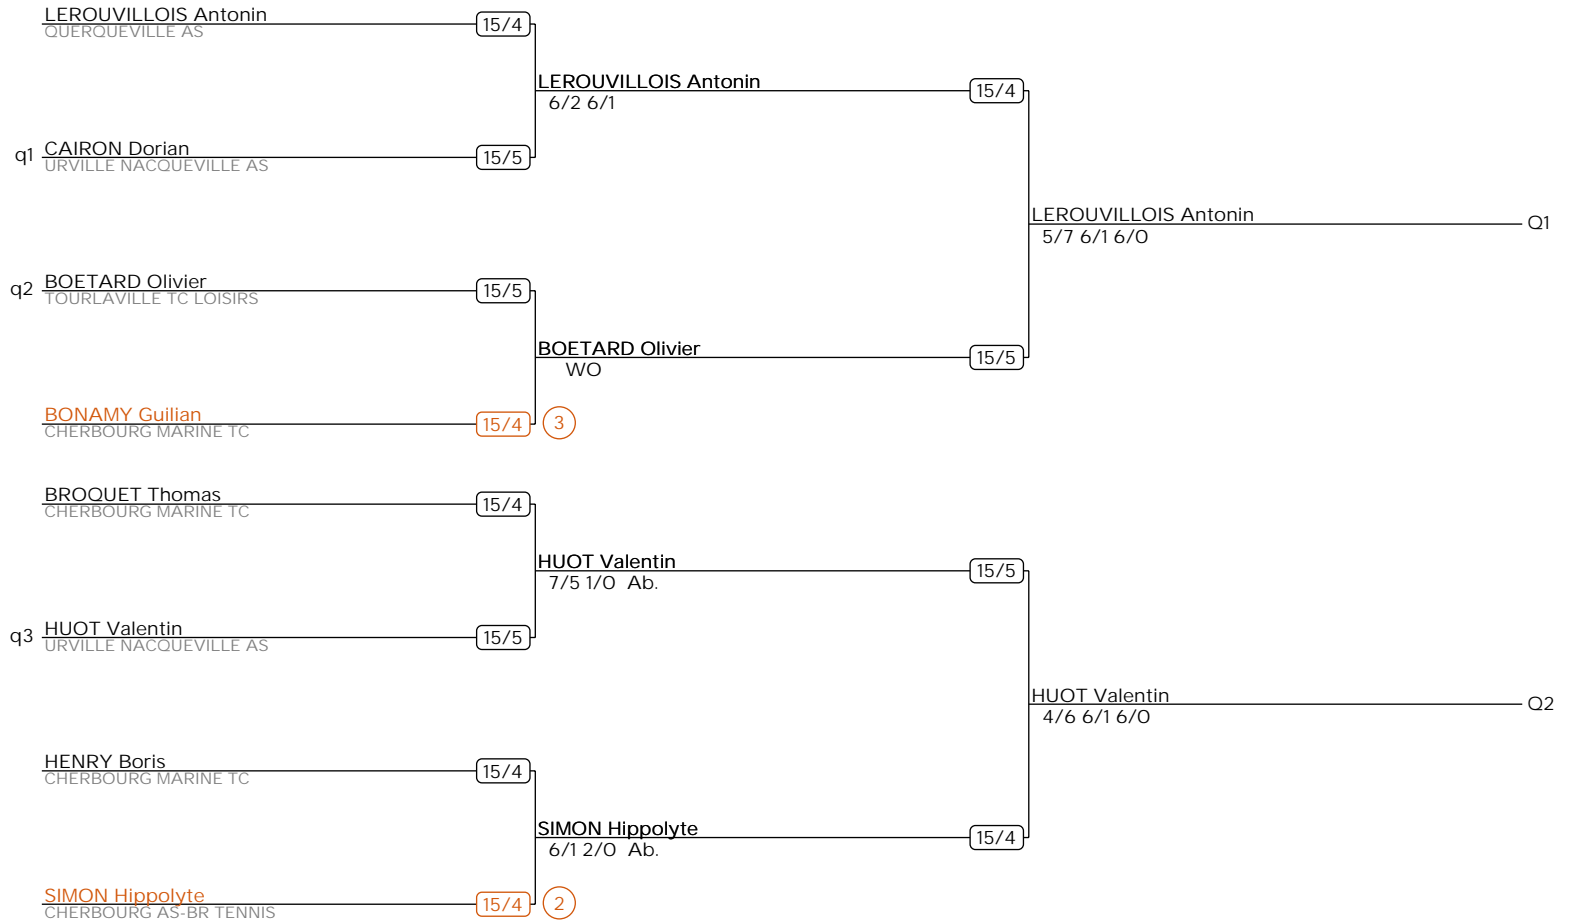 LEROUVILLOIS Antonin 15/4
QUERQUEVILLE AS
LEROUVILLOIS Antonin 15/4
6/2 6/1
q1 CAIRON Dorian 15/5
URVILLE NACQUEVILLE AS
LEROUVILLOIS Antonin Q1
5/7 6/1 6/0
q2 BOETARD Olivier 15/5
TOURLAVILLE TC LOISIRS
BOETARD Olivier 15/5
WO
BONAMY Guilian 15/4 3
CHERBOURG MARINE TC
BROQUET Thomas 15/4
CHERBOURG MARINE TC
HUOT Valentin 15/5
7/5 1/0 Ab.
q3 HUOT Valentin 15/5
URVILLE NACQUEVILLE AS
HUOT Valentin Q2
4/6 6/1 6/0
HENRY Boris 15/4
CHERBOURG MARINE TC
SIMON Hippolyte 15/4
6/1 2/0 Ab.
SIMON Hippolyte 15/4 2
CHERBOURG AS-BR TENNIS